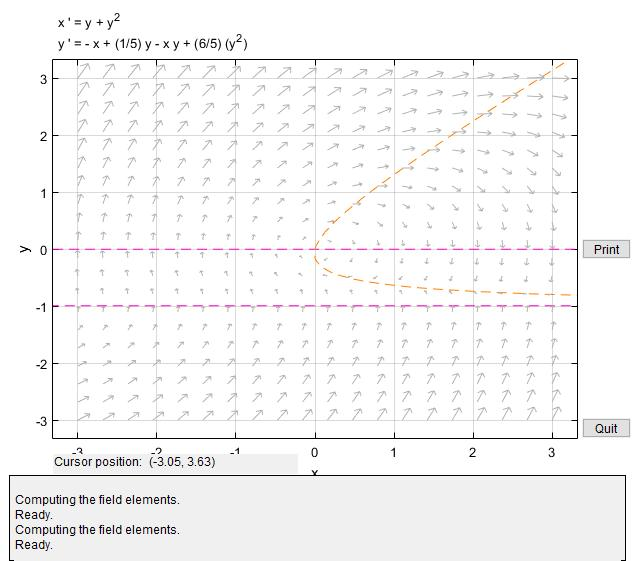 x ' = y + y²
y ' = - x + (1/5) y - x y + (6/5) (y²)
3
2
1
0
-1
-2
-3
y
Print
Quit
-3 -2 -1 0 1 2 3
Cursor position: (-3.05, 3.63)
x
Computing the field elements.
Ready.
Computing the field elements.
Ready.